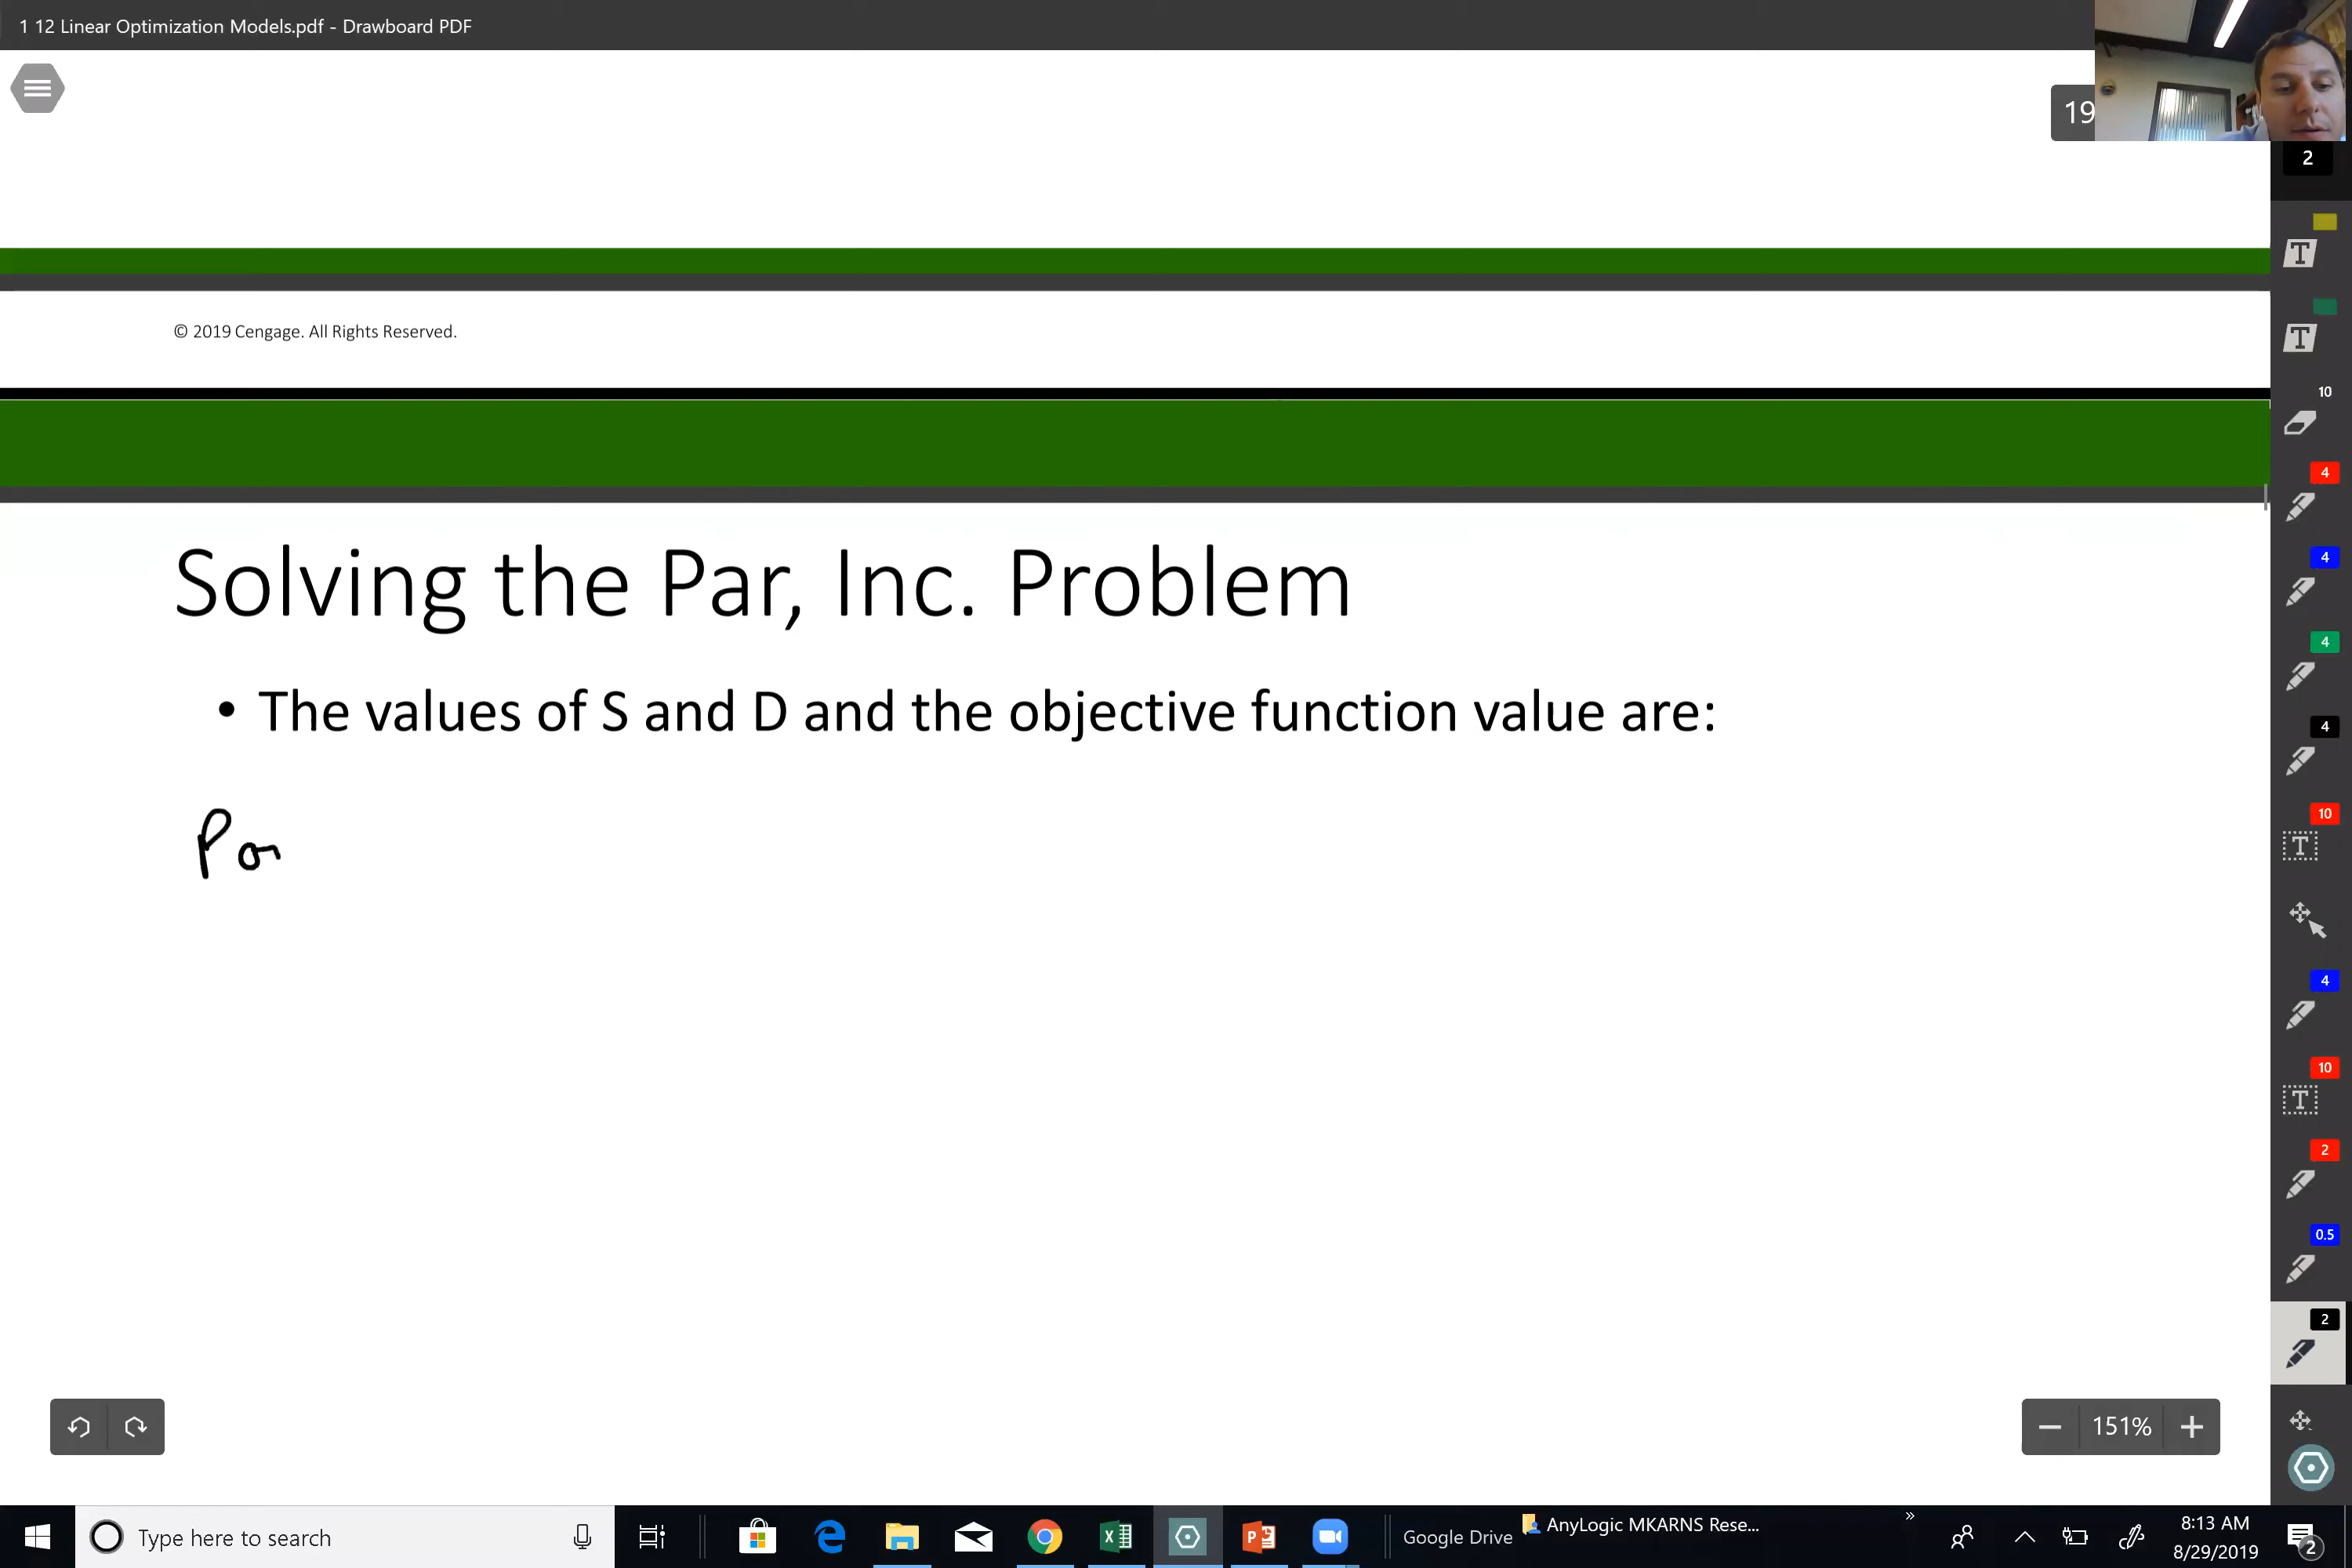 1 12 Linear Optimization Models.pdf - Drawboard PDF
19
2
© 2019 Cengage. All Rights Reserved.
10
4
4
4
4
Solving the Par, Inc. Problem
• The values of S and D and the objective function value are:
Par
10
4
10
2
0.5
2
151%
Type here to search
Google Drive
AnyLogic MKARNS Rese...
»
8:13 AM
8/29/2019
2